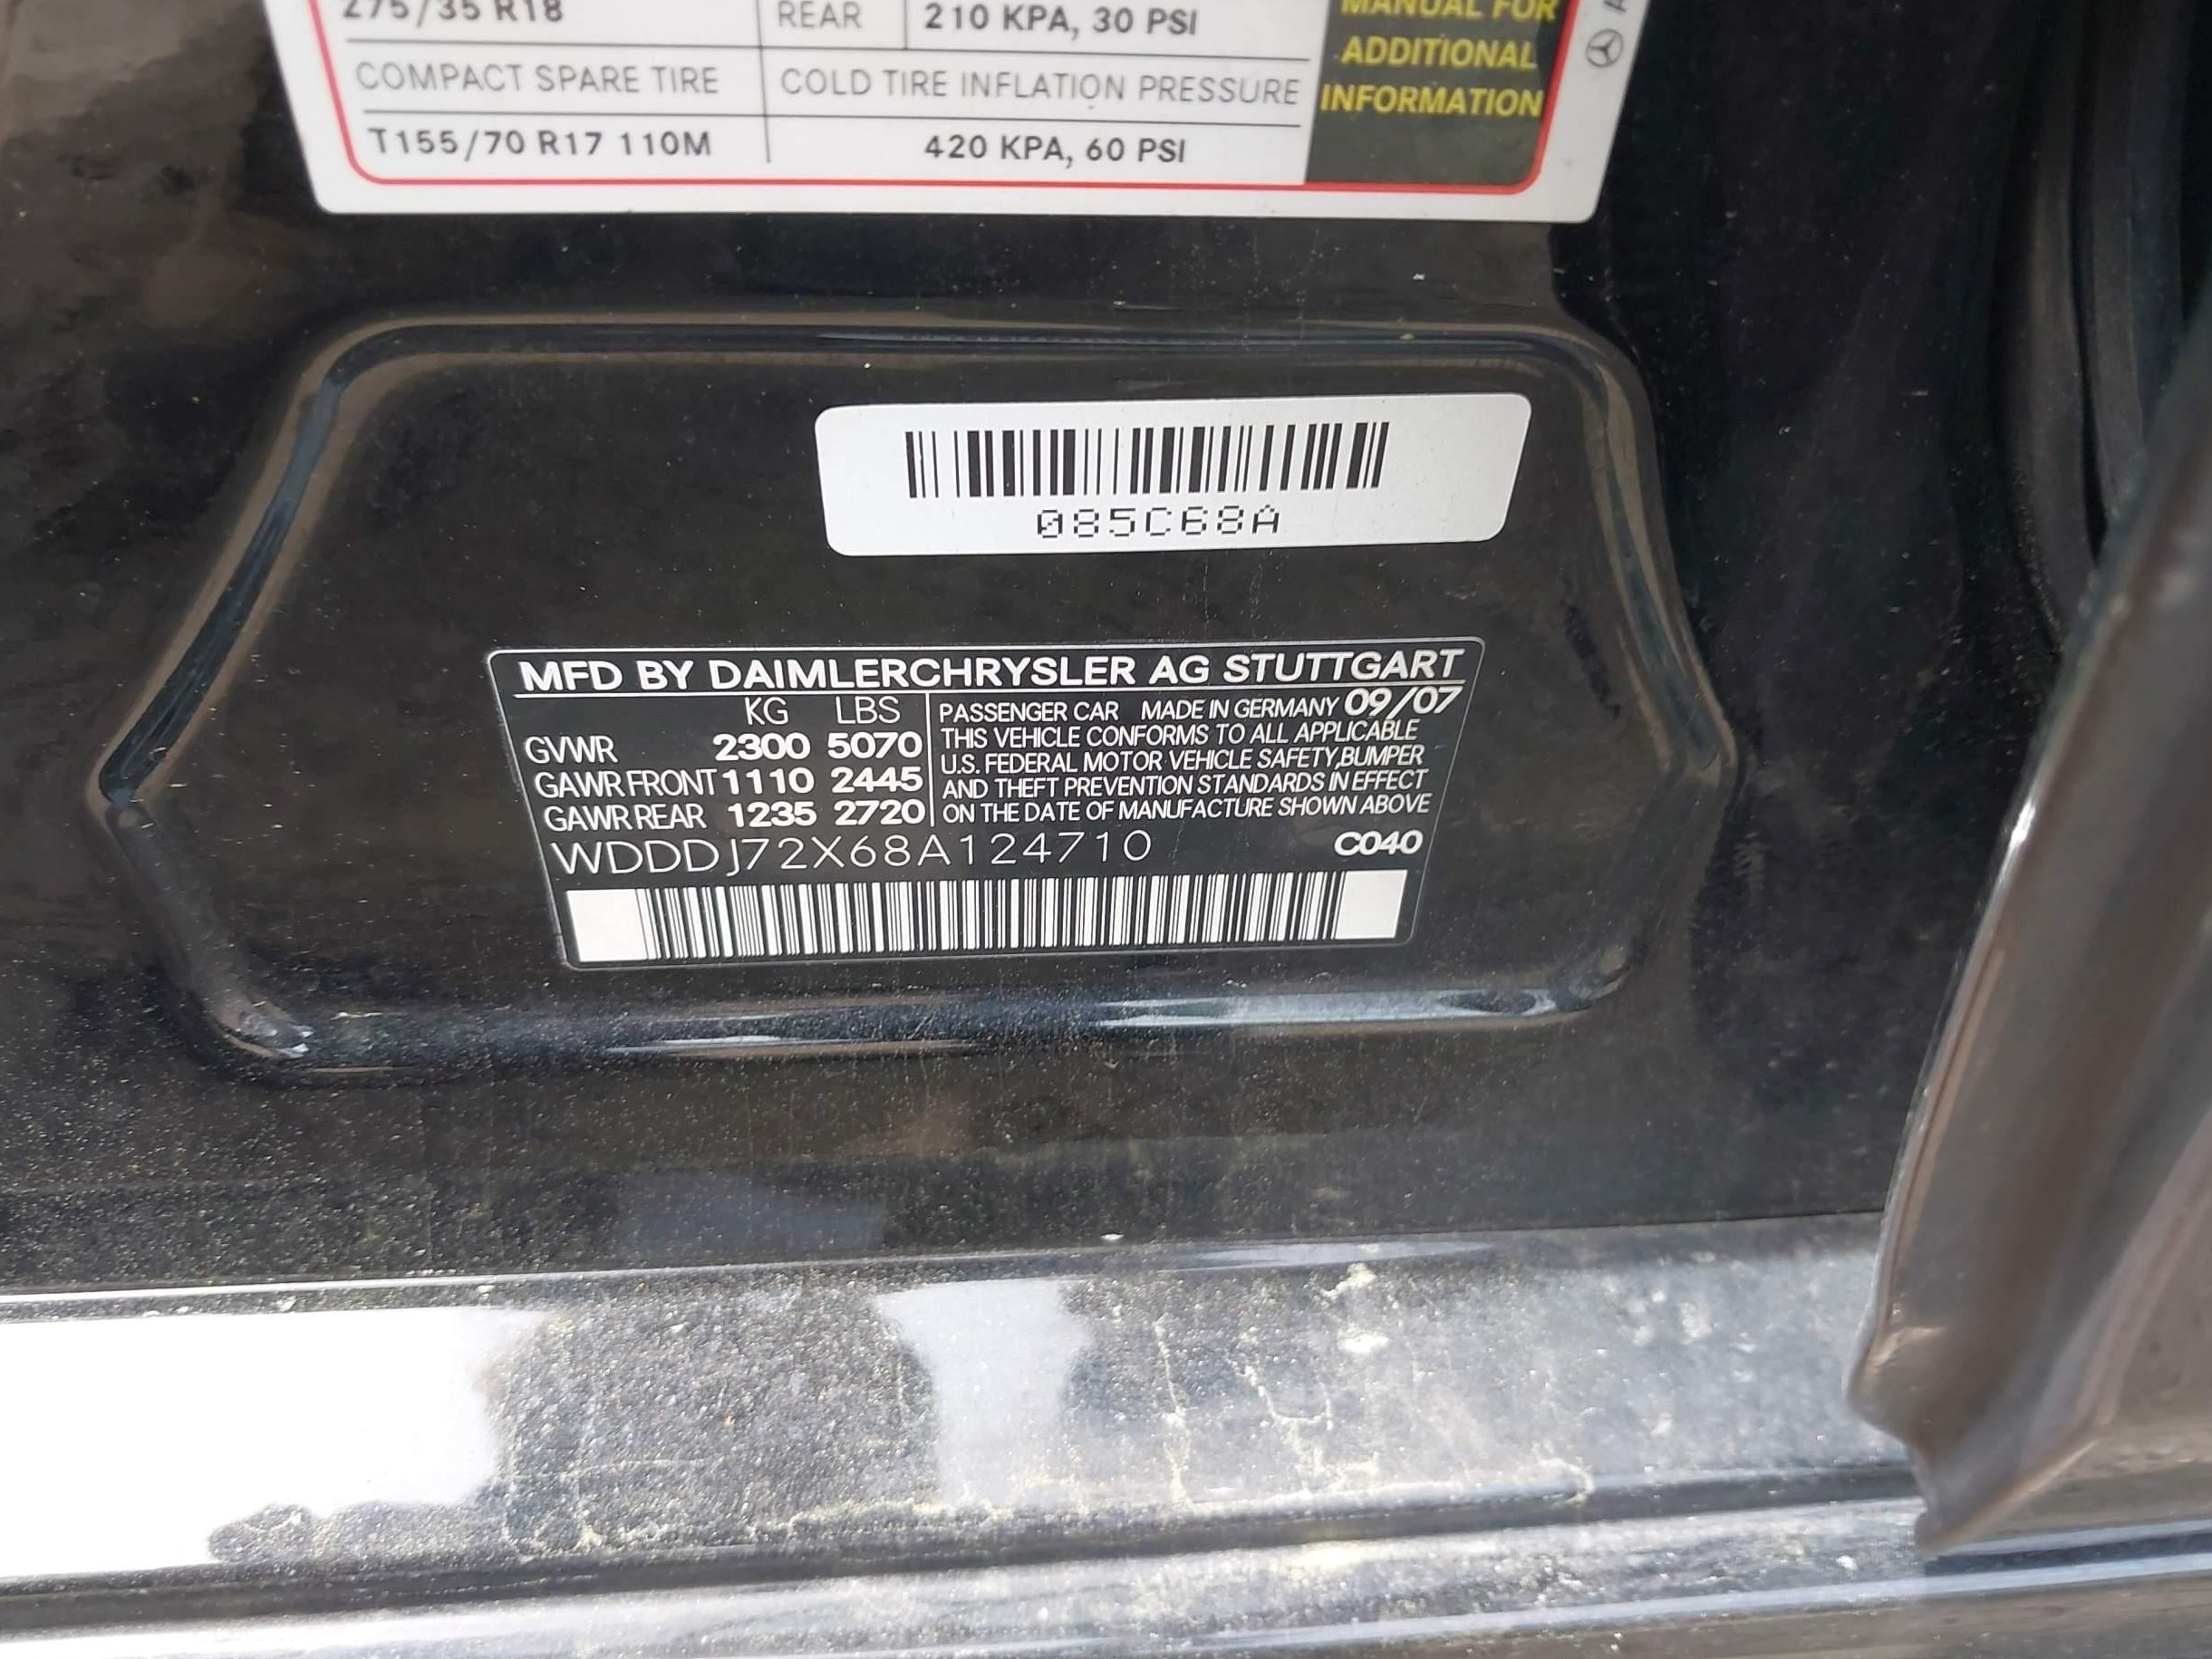 275/35 R18 REAR 210 KPA, 30 PSI
MANUAL FOR
ADDITIONAL
INFORMATION
COMPACT SPARE TIRE COLD TIRE INFLATION PRESSURE
T155/70 R17 110M 420 KPA, 60 PSI
085C68A
MFD BY DAIMLERCHRYSLER AG STUTTGART
KG LBS
GVWR 2300 5070
GAWR FRONT 1110 2445
GAWR REAR 1235 2720
PASSENGER CAR MADE IN GERMANY 09/07
THIS VEHICLE CONFORMS TO ALL APPLICABLE
U.S. FEDERAL MOTOR VEHICLE SAFETY,BUMPER
AND THEFT PREVENTION STANDARDS IN EFFECT
ON THE DATE OF MANUFACTURE SHOWN ABOVE
WDDDJ72X68A124710 C040